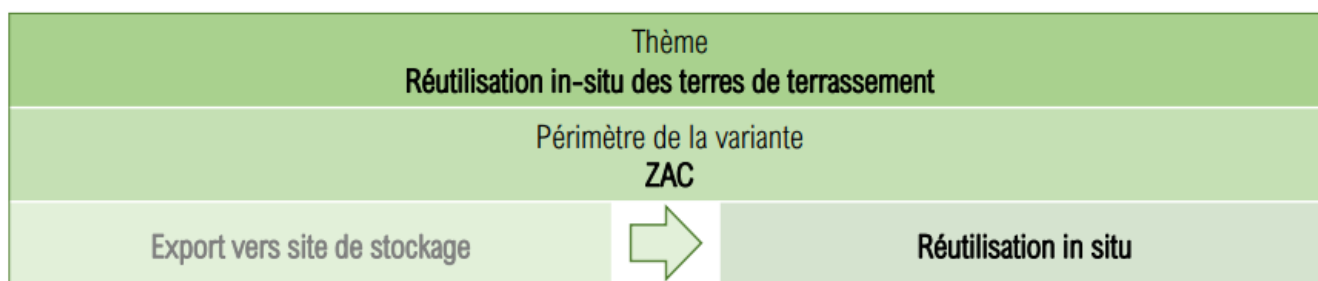 Thème
Réutilisation in-situ des terres de terrassement
Périmètre de la variante
ZAC
Export vers site de stockage
Réutilisation in situ